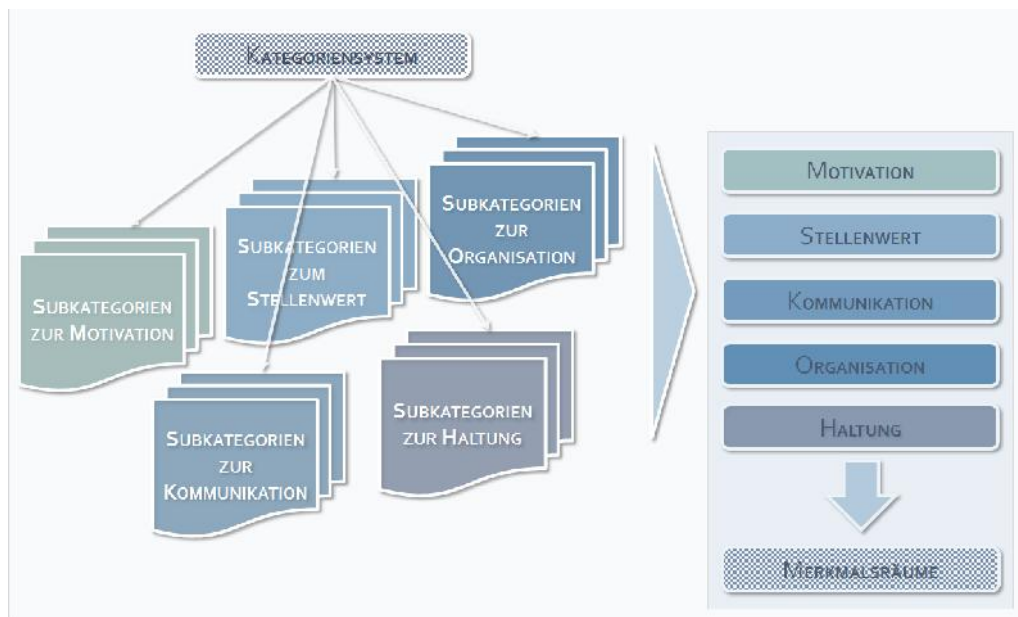 Kategoriensystem
Subkategorien
zur
Organisation
Subkategorien
zum
Stellenwert
Subkategorien
zur Motivation
Subkategorien
zur Haltung
Subkategorien
zur
Kommunikation
Motivation
Stellenwert
Kommunikation
Organisation
Haltung
Merkmalsräume